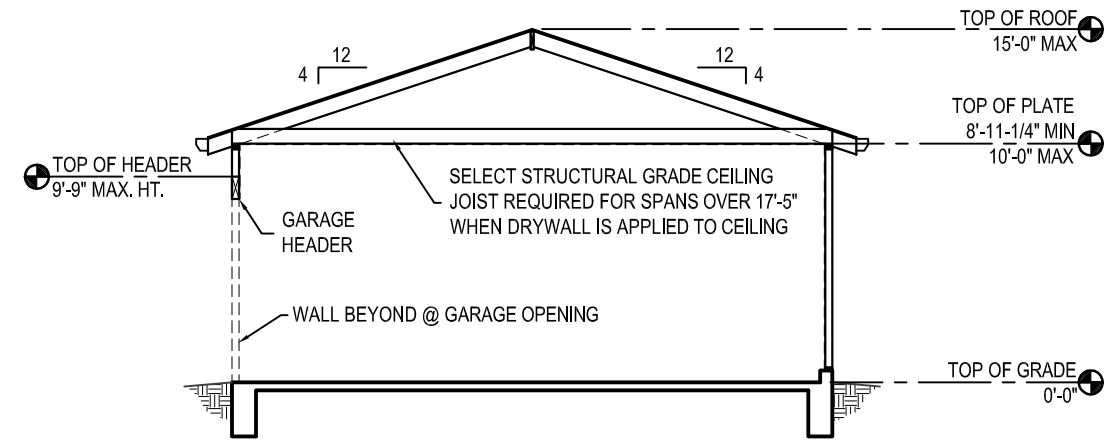 TOP OF ROOF
15'-0" MAX
12
4
12
4
TOP OF PLATE
8'-11-1/4" MIN
10'-0" MAX
TOP OF HEADER
9'-9" MAX. HT.
SELECT STRUCTURAL GRADE CEILING
JOIST REQUIRED FOR SPANS OVER 17'-5"
WHEN DRYWALL IS APPLIED TO CEILING
GARAGE
HEADER
WALL BEYOND @ GARAGE OPENING
TOP OF GRADE
0'-0"